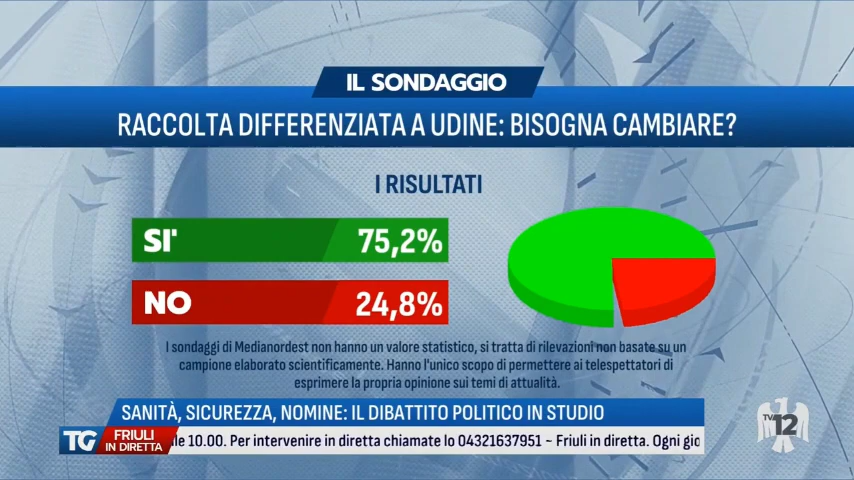 IL SONDAGGIO
RACCOLTA DIFFERENZIATA A UDINE: BISOGNA CAMBIARE?
I RISULTATI
SI' 75,2%
NO 24,8%
I sondaggi di Medianordest non hanno un valore statistico, si tratta di rilevazioni non basate su un
campione elaborato scientificamente. Hanno l'unico scopo di permettere ai telespettatori di
esprimere la propria opinione sui temi di attualità.
SANITÀ, SICUREZZA, NOMINE: IL DIBATTITO POLITICO IN STUDIO
TG FRIULI
IN DIRETTA
10.00. Per intervenire in diretta chiamate lo 04321637951 ~ Friuli in diretta. Ogni gio
TV 12